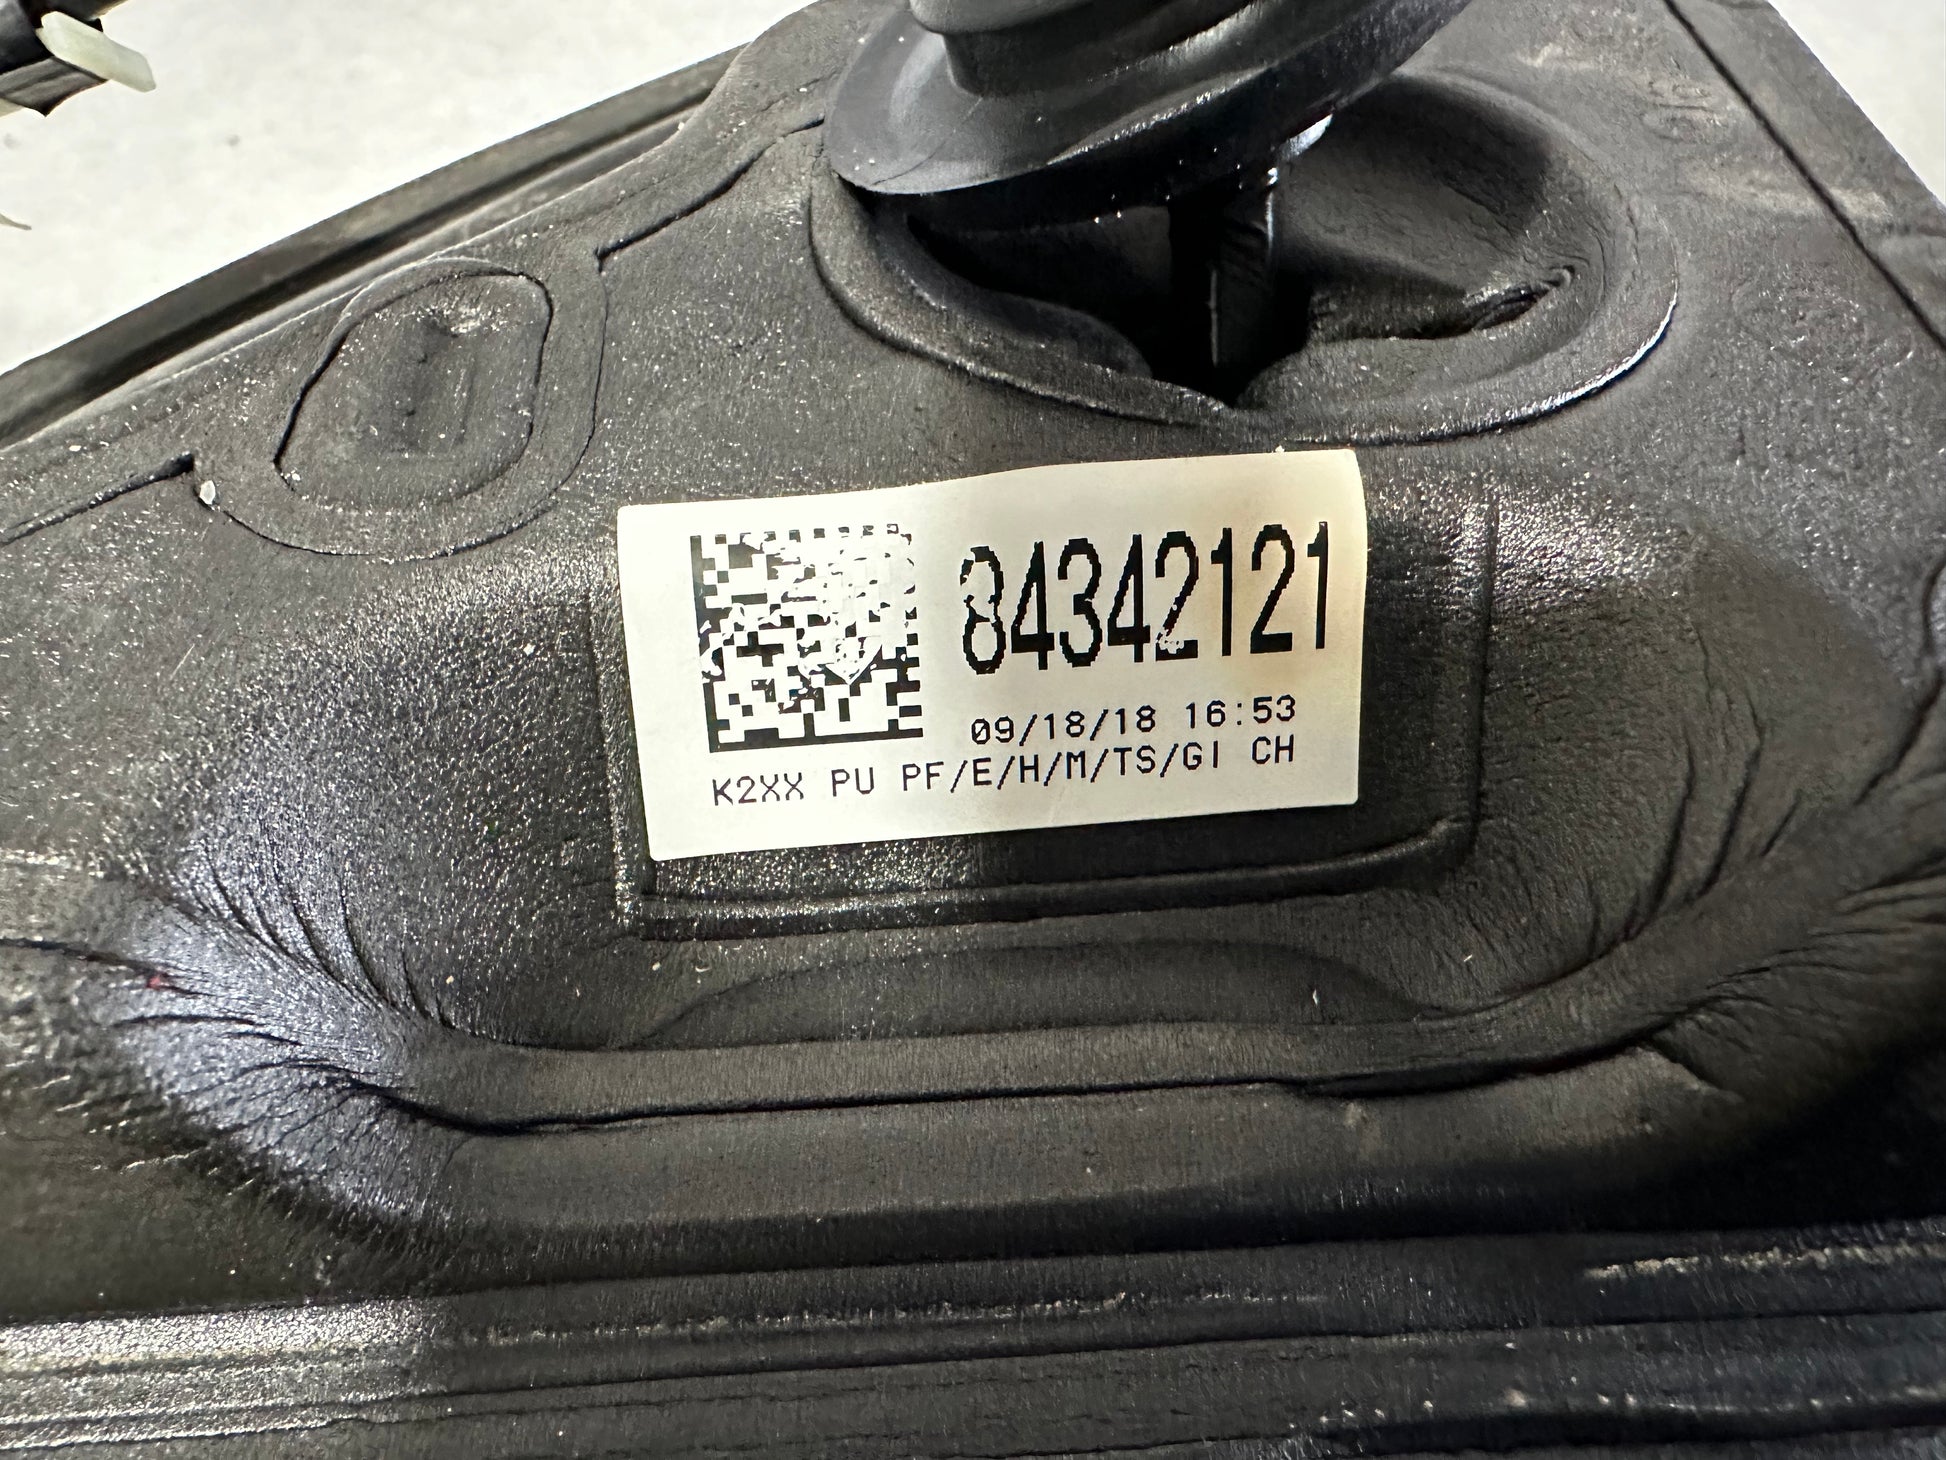 84342121
09/18/18 16:53
K2XX PU PF/E/H/M/TS/GI CH